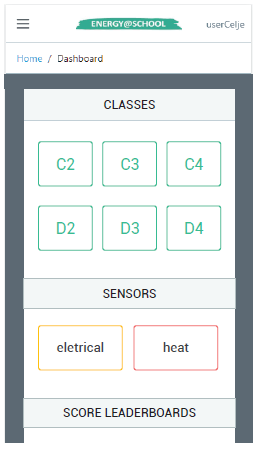 ENERGY@SCHOOL userCelje
Home / Dashboard
CLASSES
C2 C3 C4
D2 D3 D4
SENSORS
eletrical heat
SCORE LEADERBOARDS